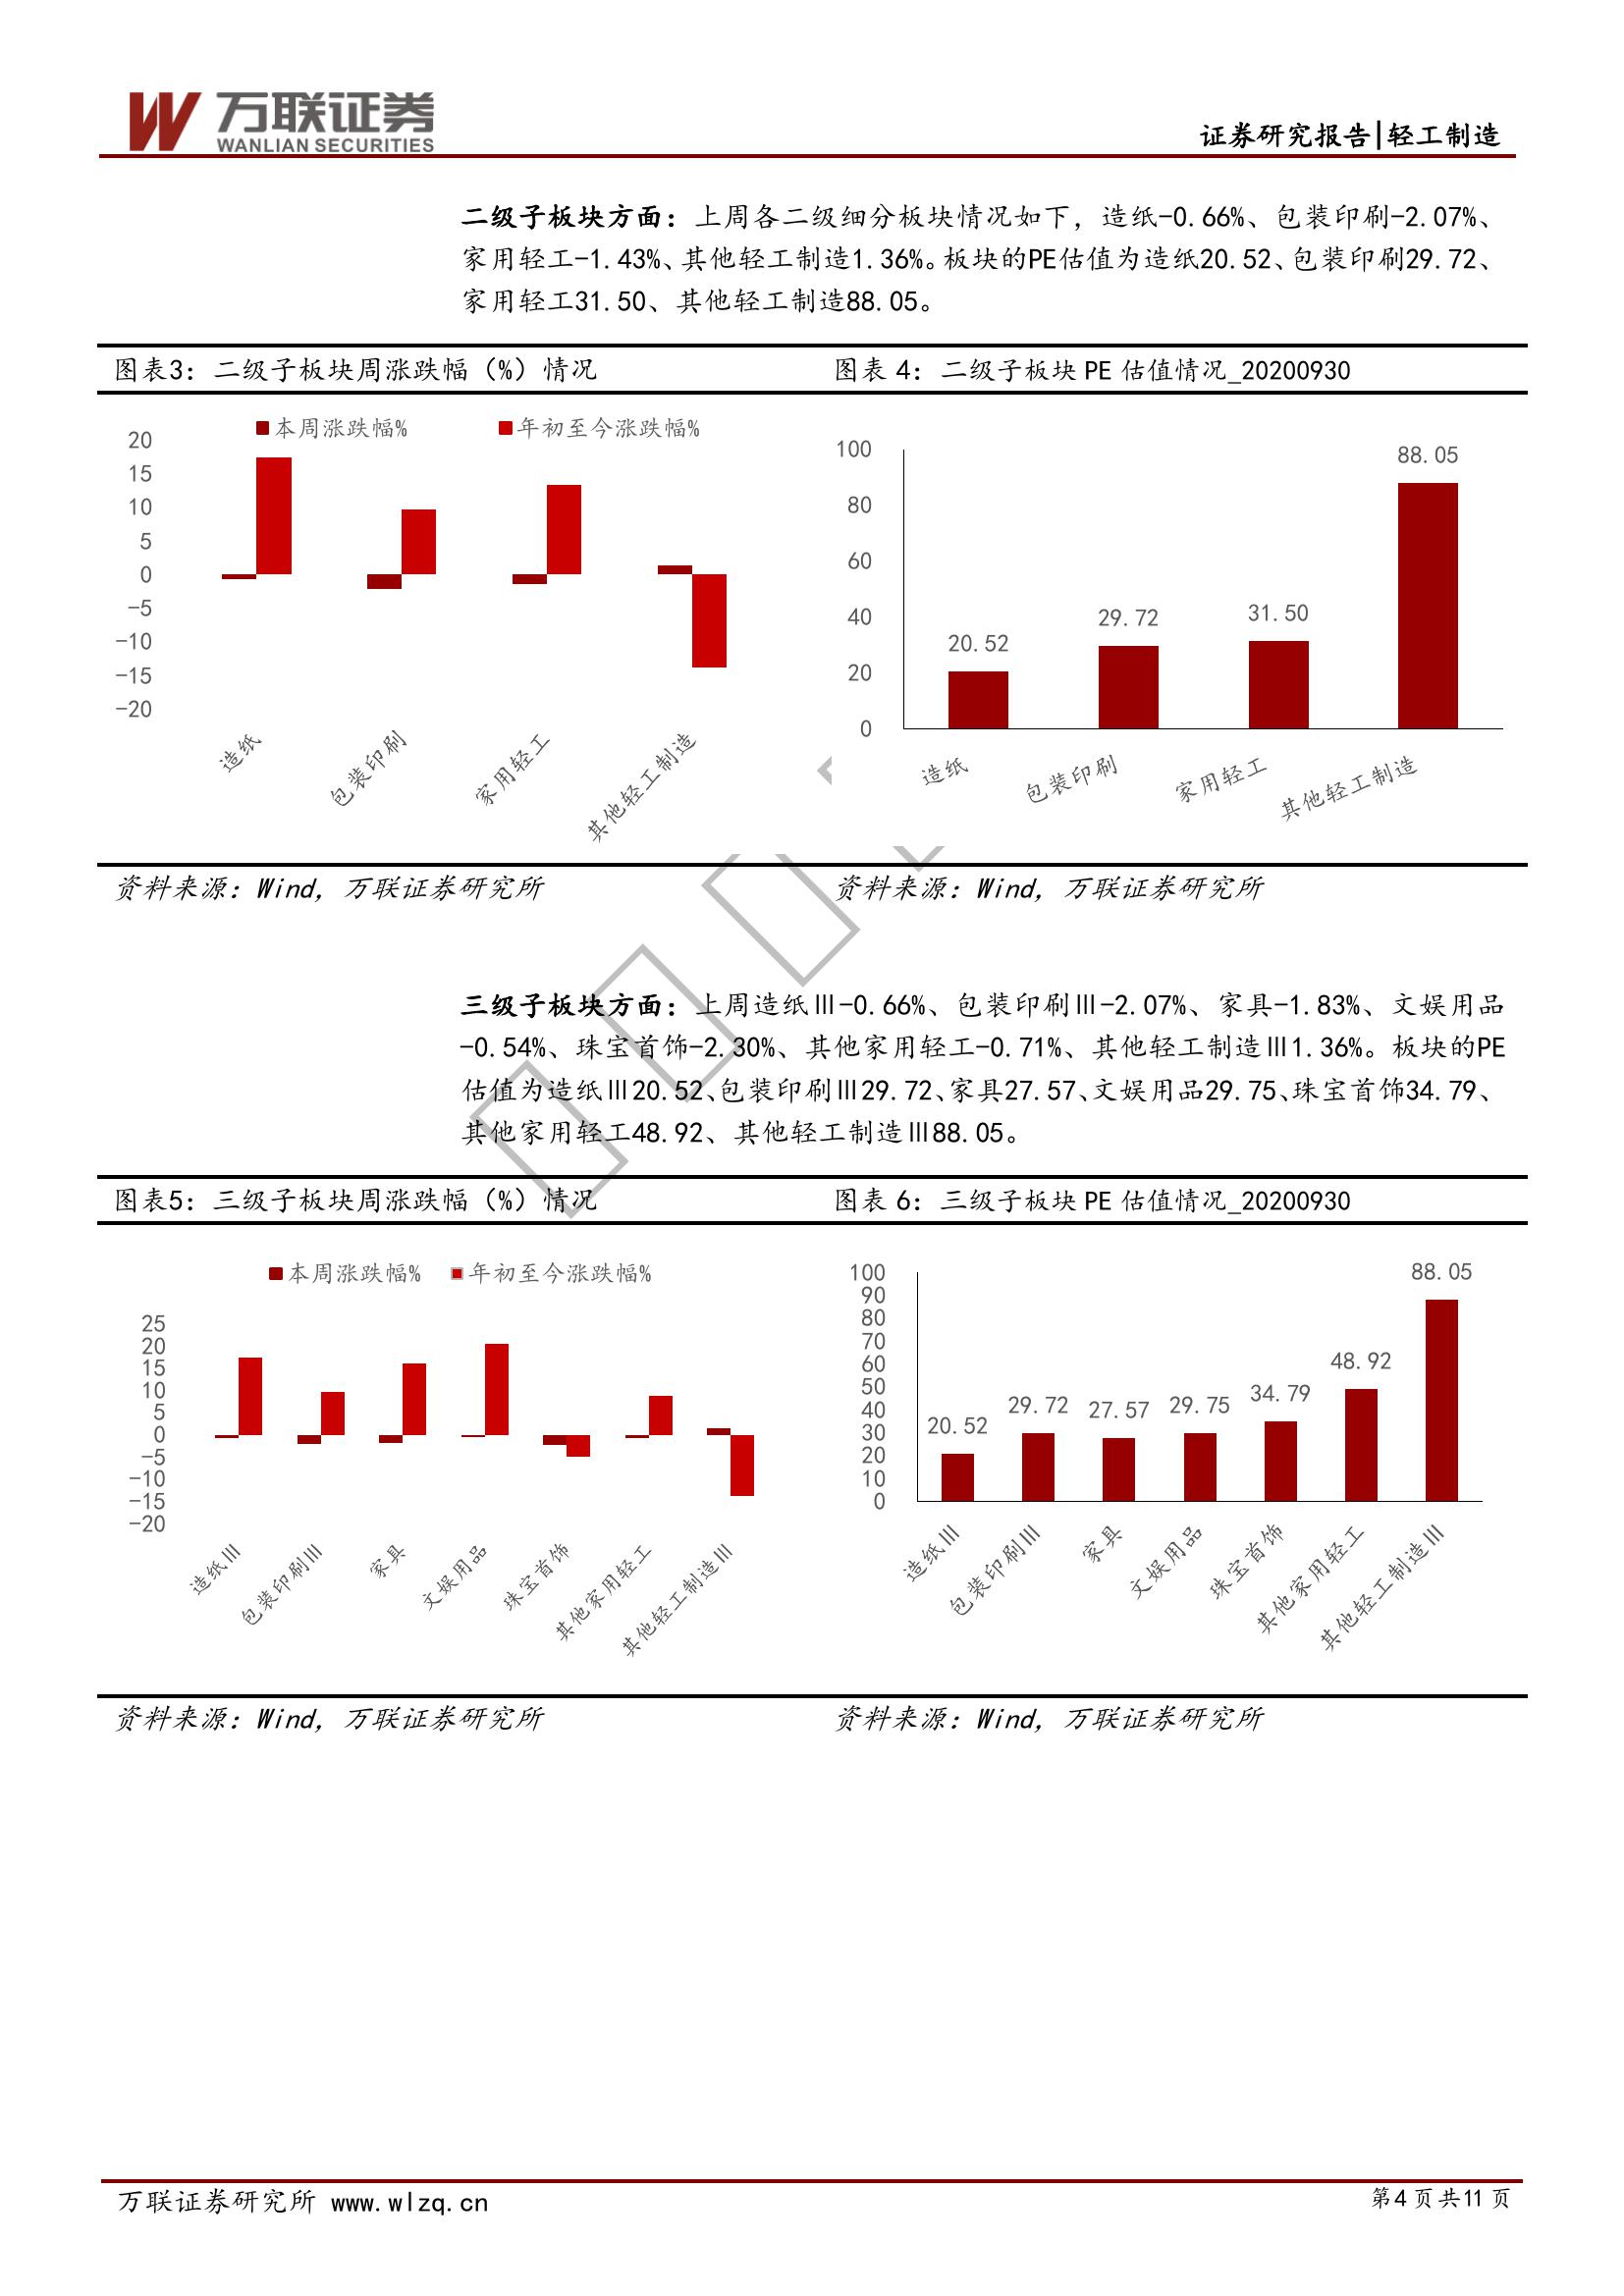 万联证券
WANLIAN SECURITIES
证券研究报告|轻工制造
二级子板块方面：上周各二级细分板块情况如下，造纸-0.66%、包装印刷-2.07%、
家用轻工-1.43%、其他轻工制造1.36%。板块的PE估值为造纸20.52、包装印刷29.72、
家用轻工31.50、其他轻工制造88.05。
图表3：二级子板块周涨跌幅（%）情况
本周涨跌幅%
年初至今涨跌幅%
20
15
10
5
0
-5
-10
-15
-20
造纸
包装印刷
家用轻工
其他轻工制造
资料来源：Wind，万联证券研究所
图表 4：二级子板块 PE 估值情况_20200930
100
80
60
40
20
0
20.52
29.72
31.50
88.05
造纸
包装印刷
家用轻工
其他轻工制造
资料来源：Wind，万联证券研究所
三级子板块方面：上周造纸Ⅲ-0.66%、包装印刷Ⅲ-2.07%、家具-1.83%、文娱用品
-0.54%、珠宝首饰-2.30%、其他家用轻工-0.71%、其他轻工制造Ⅲ1.36%。板块的PE
估值为造纸Ⅲ20.52、包装印刷Ⅲ29.72、家具27.57、文娱用品29.75、珠宝首饰34.79、
其他家用轻工48.92、其他轻工制造Ⅲ88.05。
图表5：三级子板块周涨跌幅（%）情况
本周涨跌幅%
年初至今涨跌幅%
25
20
15
10
5
0
-5
-10
-15
-20
造纸Ⅲ
包装印刷Ⅲ
家具
文娱用品
珠宝首饰
其他家用轻工
其他轻工制造Ⅲ
资料来源：Wind，万联证券研究所
图表 6：三级子板块 PE 估值情况_20200930
100
90
80
70
60
50
40
30
20
10
0
20.52
29.72
27.57
29.75
34.79
48.92
88.05
造纸Ⅲ
包装印刷Ⅲ
家具
文娱用品
珠宝首饰
其他家用轻工
其他轻工制造Ⅲ
资料来源：Wind，万联证券研究所
万联证券研究所 www.wlzq.cn
第4 页 共11 页